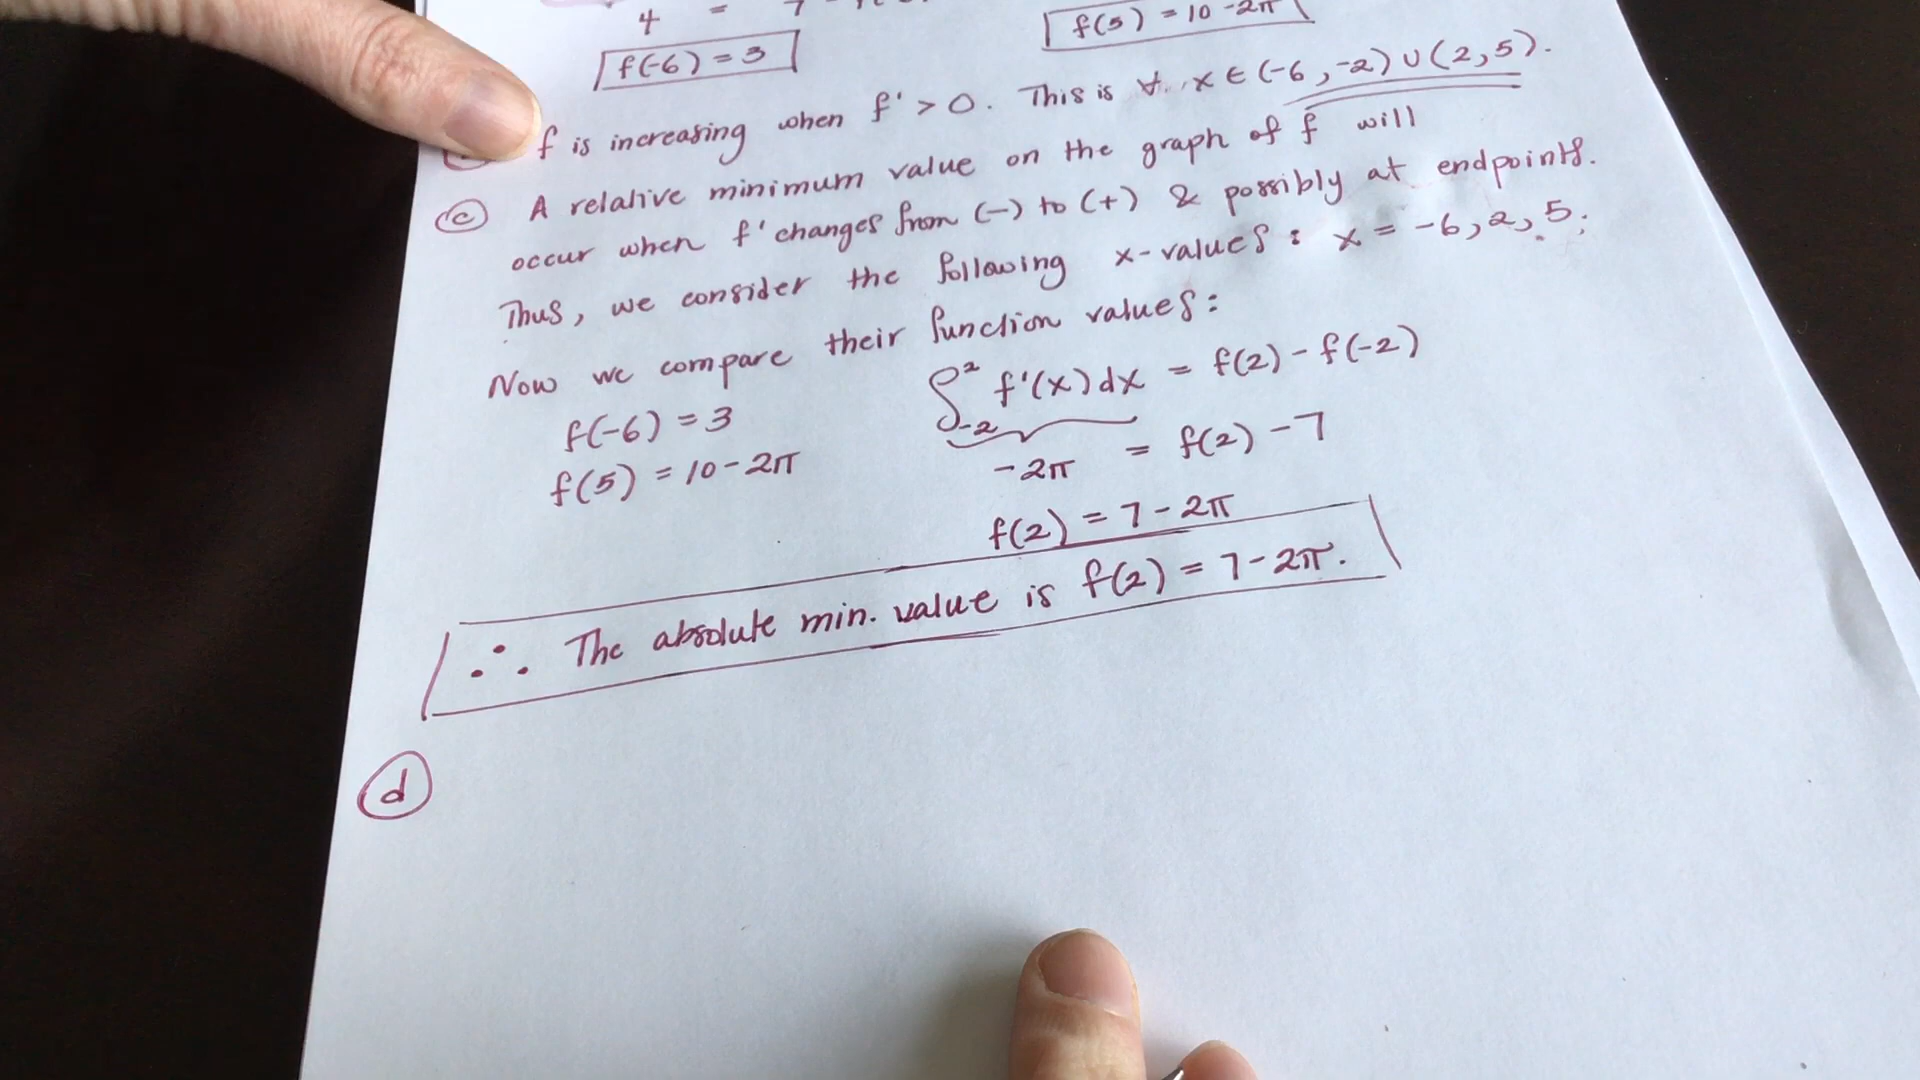 4 = 7 -
f(-6) = 3
f(5) = 10 - 2π
f is increasing when f' > 0. This is ∀ x ∈ (-6, -2) ∪ (2, 5).
(c) A relative minimum value on the graph of f will
occur when f' changes from (-) to (+) & possibly at endpoints.
Thus, we consider the following x-values: x = -6, 2, 5.
Now we compare their function values:
f(-6) = 3
f(5) = 10 - 2π
∫₋₂² f'(x) dx = f(2) - f(-2)
-2π = f(2) - 7
f(2) = 7 - 2π
∴ The absolute min. value is f(2) = 7 - 2π.
(d)